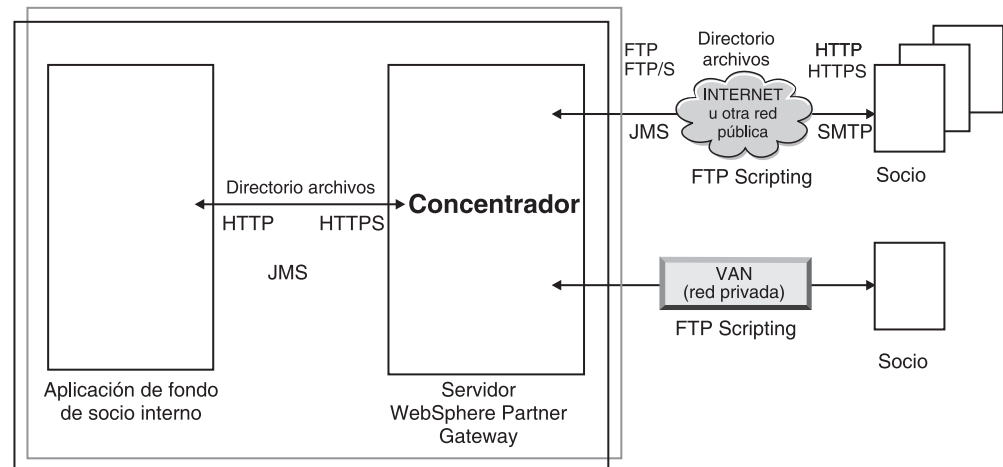 FTP
FTP/S
Directorio
archivos
HTTP
HTTPS
INTERNET
u otra red
pública
JMS
SMTP
FTP Scripting
Socio
Directorio archivos
HTTP
HTTPS
JMS
Concentrador
VAN
(red privada)
FTP Scripting
Socio
Aplicación de fondo
de socio interno
Servidor
WebSphere Partner
Gateway